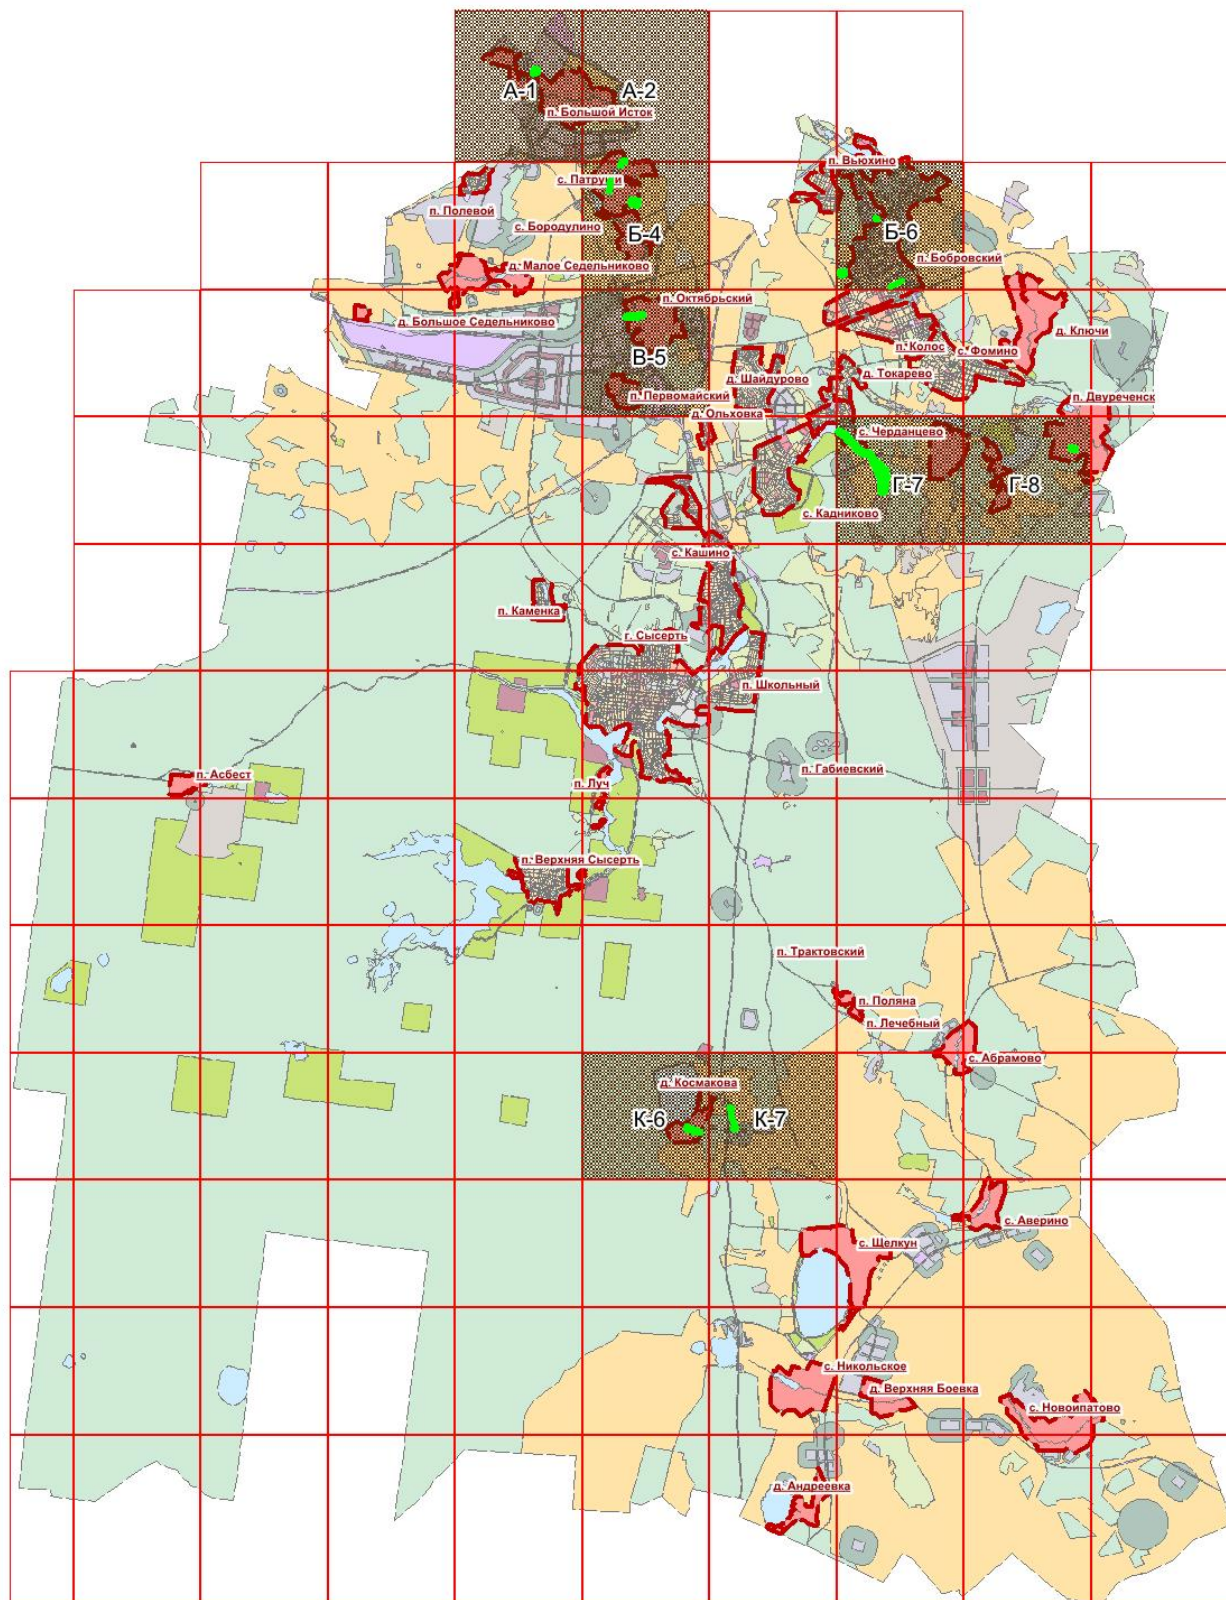 А-1
А-2
п. Большой Исток
п. Вьюхино
с. Патруши
п. Полевой
с. Бородулино
Б-4
Б-6
п. Бобровский
д. Малое Седельниково
п. Октябрьский
д. Большое Седельниково
д. Ключи
п. Колос
с. Фомино
В-5
д. Шайдурово
д. Токарево
п. Первомайский
п. Двуреченск
д. Ольховка
с. Черданцево
Г-7
Г-8
с. Кадниково
с. Кашино
п. Каменка
г. Сысерть
п. Школьный
п. Габиевский
п. Асбест
п. Луч
п. Верхняя Сысерть
п. Трактовский
п. Поляна
п. Лечебный
с. Абрамово
д. Космакова
К-6
К-7
с. Аверино
с. Щелкун
с. Никольское
д. Верхняя Боевка
с. Новоипатово
д. Андреевка